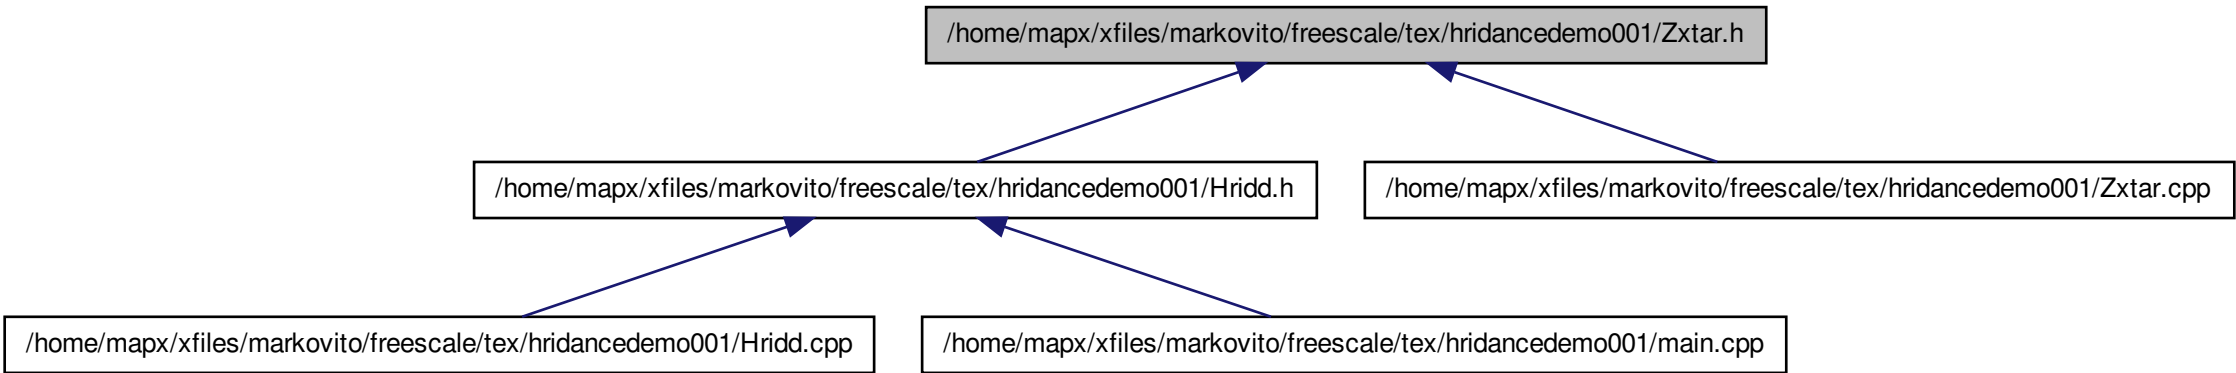 /home/mapx/xfiles/markovito/freescale/tex/hridancedemo001/Zxtar.h
/home/mapx/xfiles/markovito/freescale/tex/hridancedemo001/Hridd.h
/home/mapx/xfiles/markovito/freescale/tex/hridancedemo001/Zxtar.cpp
/home/mapx/xfiles/markovito/freescale/tex/hridancedemo001/Hridd.cpp
/home/mapx/xfiles/markovito/freescale/tex/hridancedemo001/main.cpp